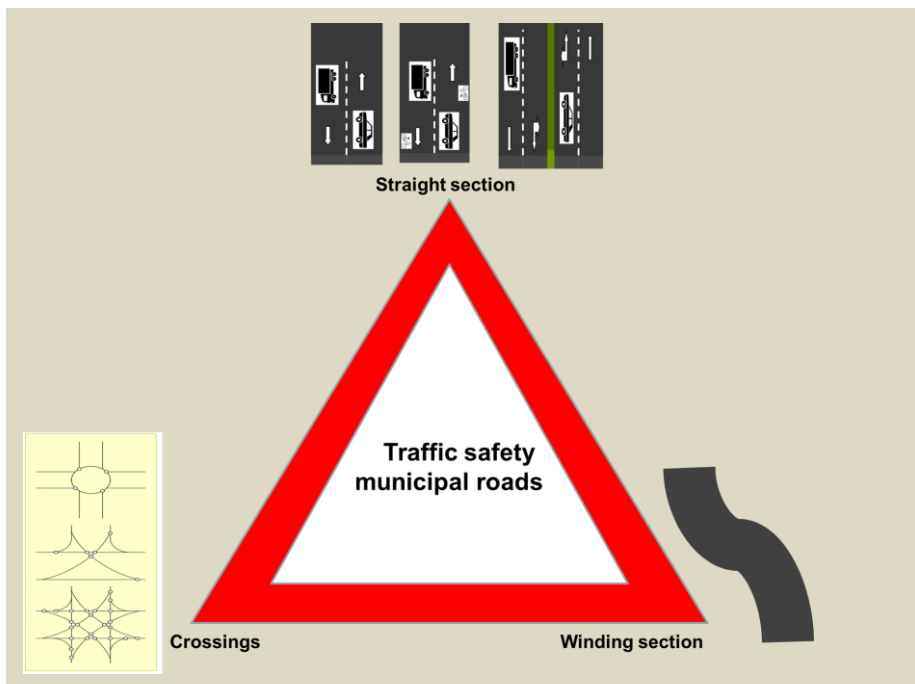 Straight section
Traffic safety
municipal roads
Crossings
Winding section